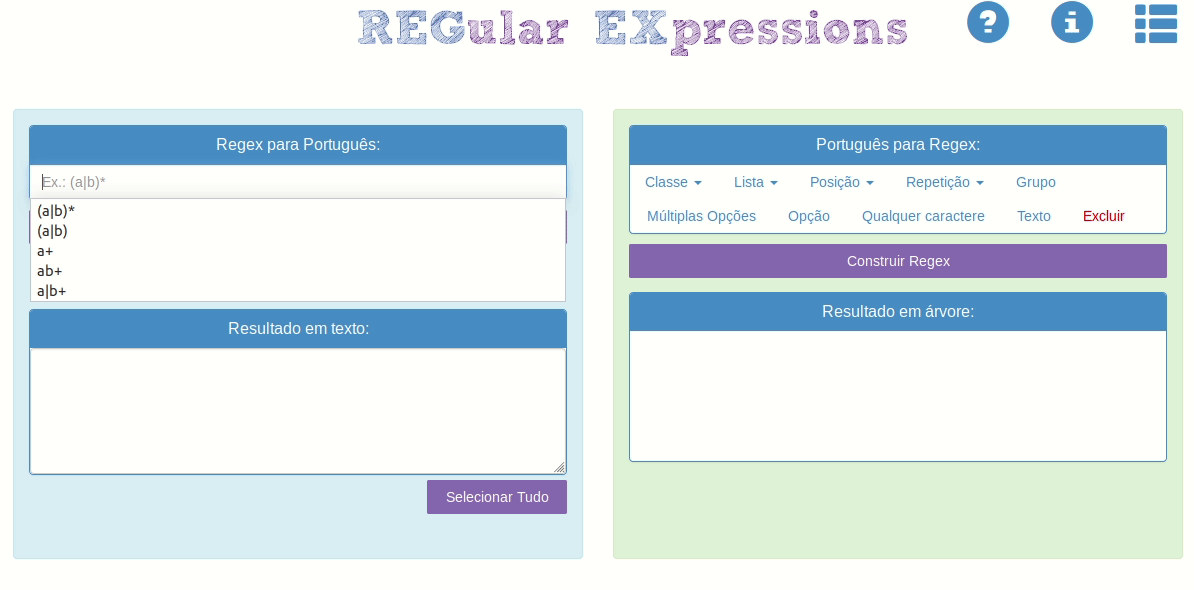 REGular EXpressions
Regex para Português:
Ex.: (a|b)*
(a|b)*
(a|b)
a+
ab+
a|b+
Resultado em texto:
Selecionar Tudo
Português para Regex:
Classe Lista Posição Repetição Grupo
Múltiplas Opções Opção Qualquer caractere Texto Excluir
Construir Regex
Resultado em árvore: